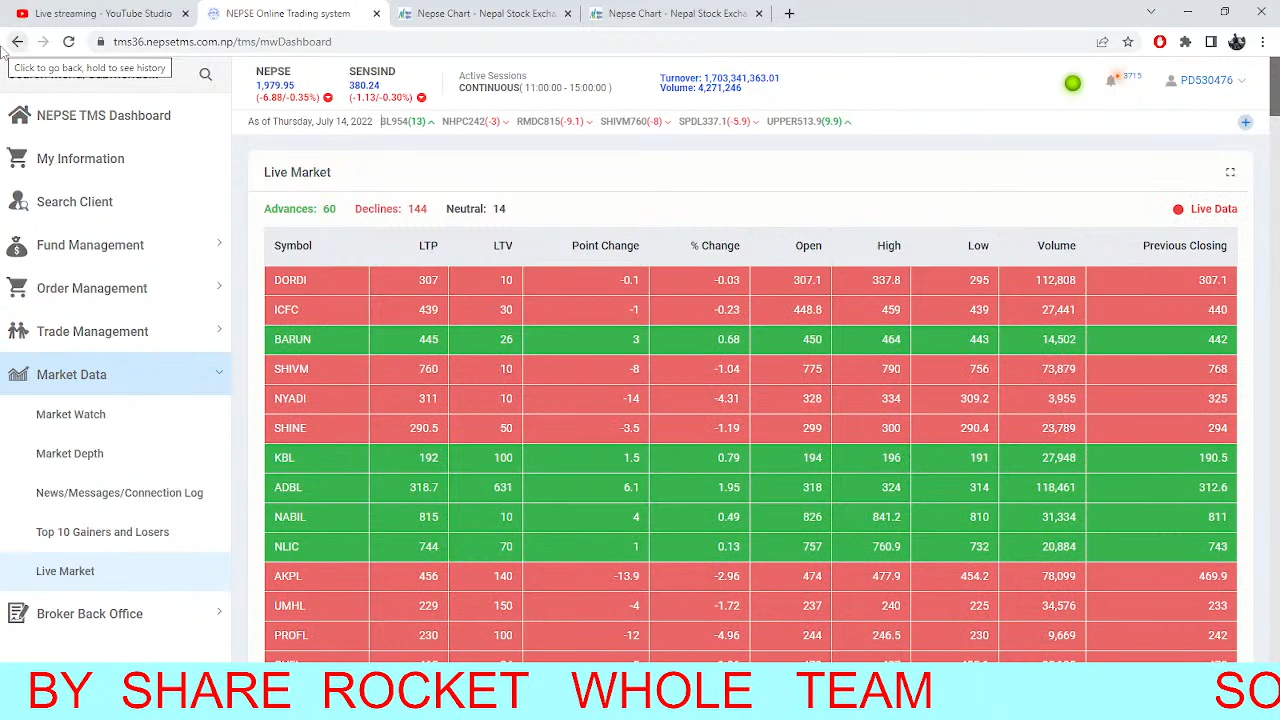 Live streaming - YouTube Studio
NEPSE Online Trading system
Nepse Chart - Nepal Stock Excha
Nepse Chart - Nepal Stock Excha
tms36.nepsetms.com.np/tms/mwDashboard
Click to go back, hold to see history
NEPSE
1,979.95
(-6.88/-0.35%)
SENSIND
380.24
(-1.13/-0.30%)
Active Sessions
CONTINUOUS( 11:00:00 - 15:00:00 )
Turnover: 1,703,341,363.01
Volume: 4,271,246
3715
PD530476
As of Thursday, July 14, 2022 BL954(13) NHPC242(-3) RMDC815(-9.1) SHIVM760(-8) SPDL337.1(-5.9) UPPER513.9(9.9)
NEPSE TMS Dashboard
My Information
Search Client
Fund Management
Order Management
Trade Management
Market Data
Market Watch
Market Depth
News/Messages/Connection Log
Top 10 Gainers and Losers
Live Market
Broker Back Office
Live Market
Advances: 60 Declines: 144 Neutral: 14 Live Data
Symbol LTP LTV Point Change % Change Open High Low Volume Previous Closing
DORDI 307 10 -0.1 -0.03 307.1 337.8 295 112,808 307.1
ICFC 439 30 -1 -0.23 448.8 459 439 27,441 440
BARUN 445 26 3 0.68 450 464 443 14,502 442
SHIVM 760 10 -8 -1.04 775 790 756 73,879 768
NYADI 311 10 -14 -4.31 328 334 309.2 3,955 325
SHINE 290.5 50 -3.5 -1.19 299 300 290.4 23,789 294
KBL 192 100 1.5 0.79 194 196 191 27,948 190.5
ADBL 318.7 631 6.1 1.95 318 324 314 118,461 312.6
NABIL 815 10 4 0.49 826 841.2 810 31,334 811
NLIC 744 70 1 0.13 757 760.9 732 20,884 743
AKPL 456 140 -13.9 -2.96 474 477.9 454.2 78,099 469.9
UMHL 229 150 -4 -1.72 237 240 225 34,576 233
PROFL 230 100 -12 -4.96 244 246.5 230 9,669 242
BY SHARE ROCKET WHOLE TEAM SO